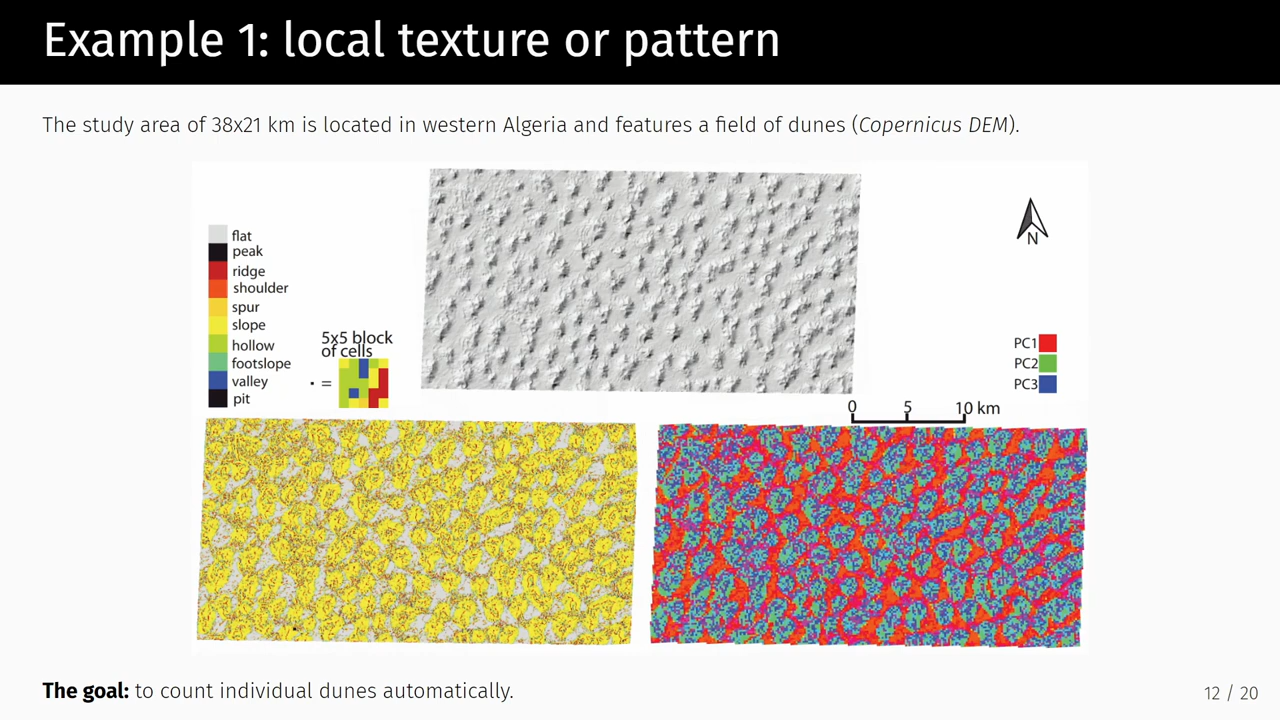 Example 1: local texture or pattern
The study area of 38x21 km is located in western Algeria and features a field of dunes (Copernicus DEM).
flat
peak
ridge
shoulder
spur
slope
hollow
footslope
valley
pit
5x5 block
of cells
· =
N
PC1
PC2
PC3
0 5 10 km
The goal: to count individual dunes automatically.
12 / 20